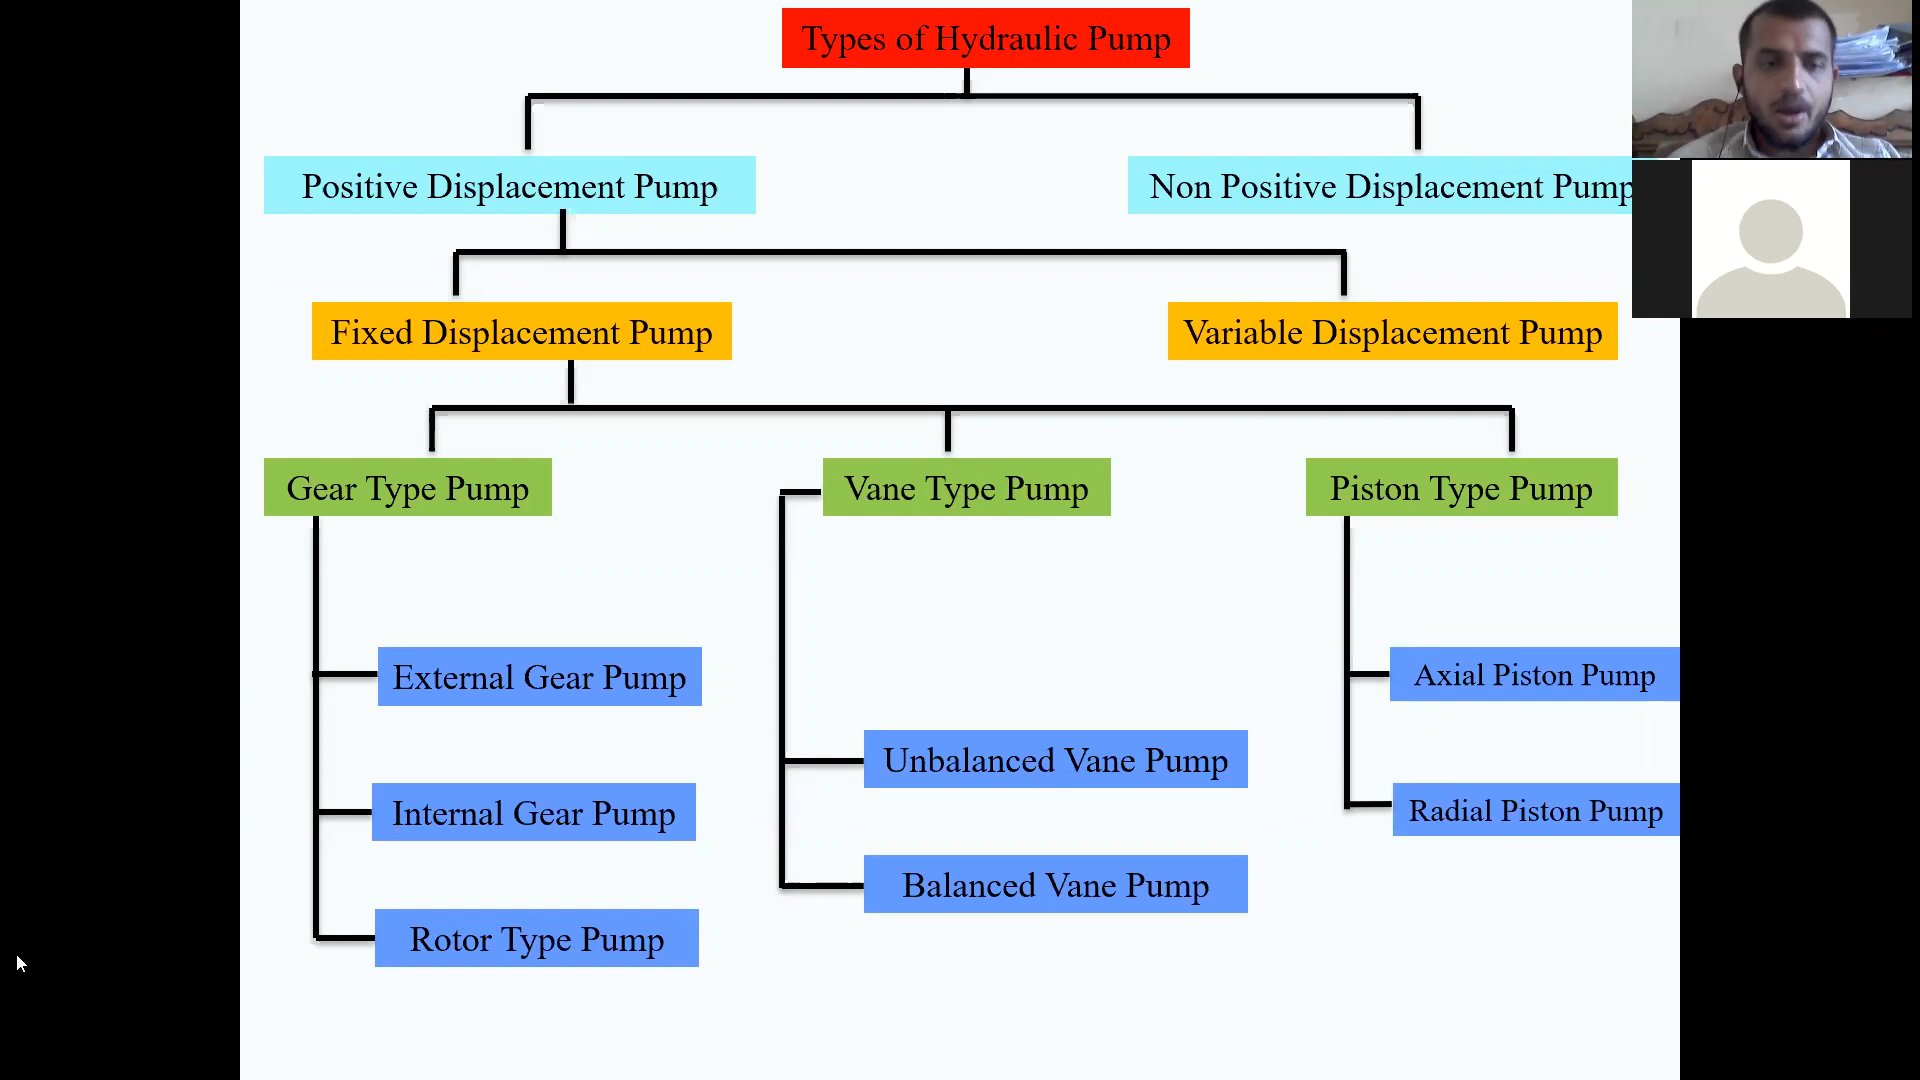 Types of Hydraulic Pump
Positive Displacement Pump
Non Positive Displacement Pump
Fixed Displacement Pump
Variable Displacement Pump
Gear Type Pump
Vane Type Pump
Piston Type Pump
External Gear Pump
Axial Piston Pump
Unbalanced Vane Pump
Internal Gear Pump
Radial Piston Pump
Balanced Vane Pump
Rotor Type Pump